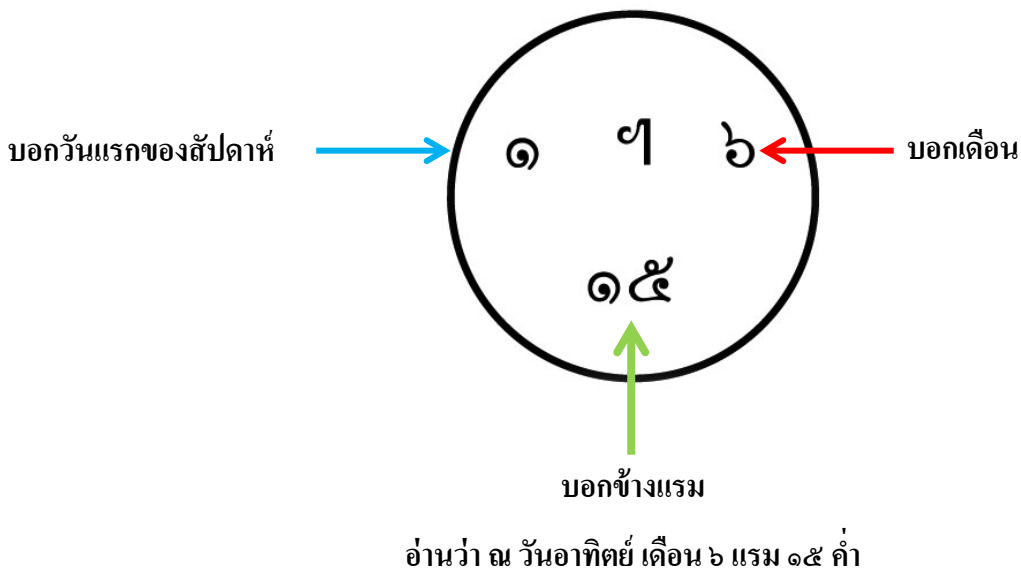 บอกวันแรกของสัปดาห์
๑ ฯ ๖
บอกเดือน
๑๕
บอกข้างแรม
อ่านว่า ณ วันอาทิตย์ เดือน ๖ แรม ๑๕ ค่ำ